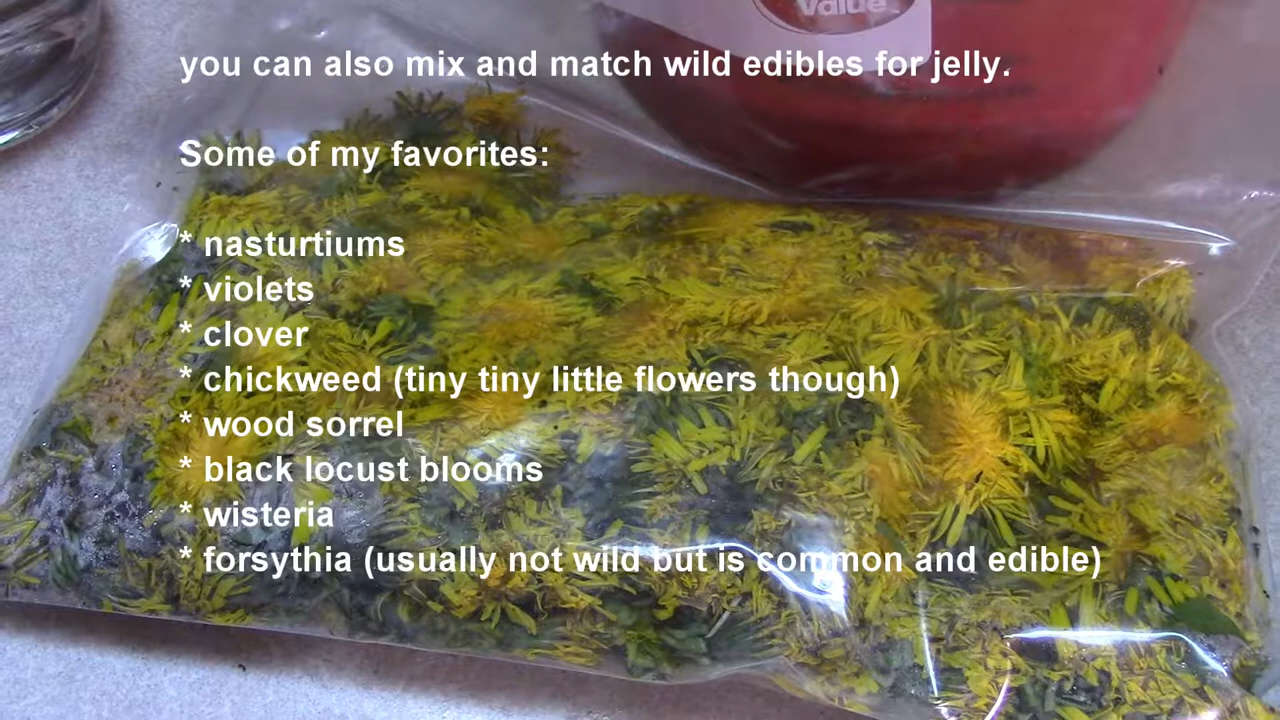 Value
you can also mix and match wild edibles for jelly.
Some of my favorites:
* nasturtiums
* violets
* clover
* chickweed (tiny tiny little flowers though)
* wood sorrel
* black locust blooms
* wisteria
* forsythia (usually not wild but is common and edible)